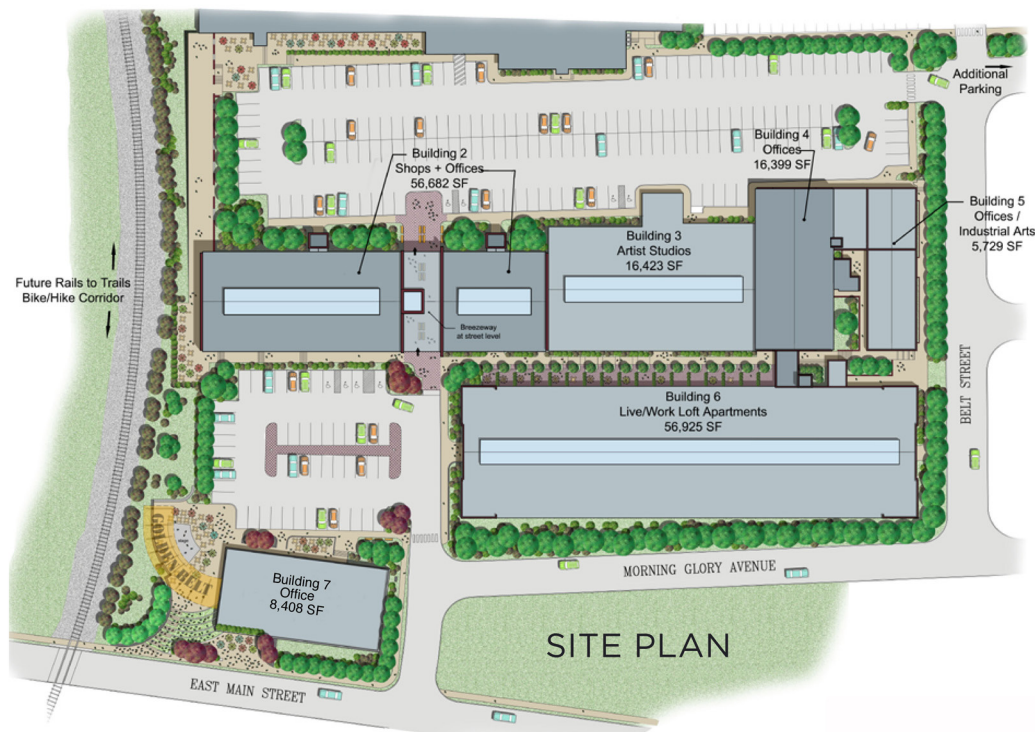 Additional
Parking
Building 4
Offices
16,399 SF
Building 2
Shops + Offices
56,682 SF
Building 5
Offices /
Industrial Arts
5,729 SF
Building 3
Artist Studios
16,423 SF
Future Rails to Trails
Bike/Hike Corridor
Breezeway
at street level
BELT STREET
Building 6
Live/Work Loft Apartments
56,925 SF
GOLDEN BELT
MORNING GLORY AVENUE
Building 7
Office
8,408 SF
SITE PLAN
EAST MAIN STREET